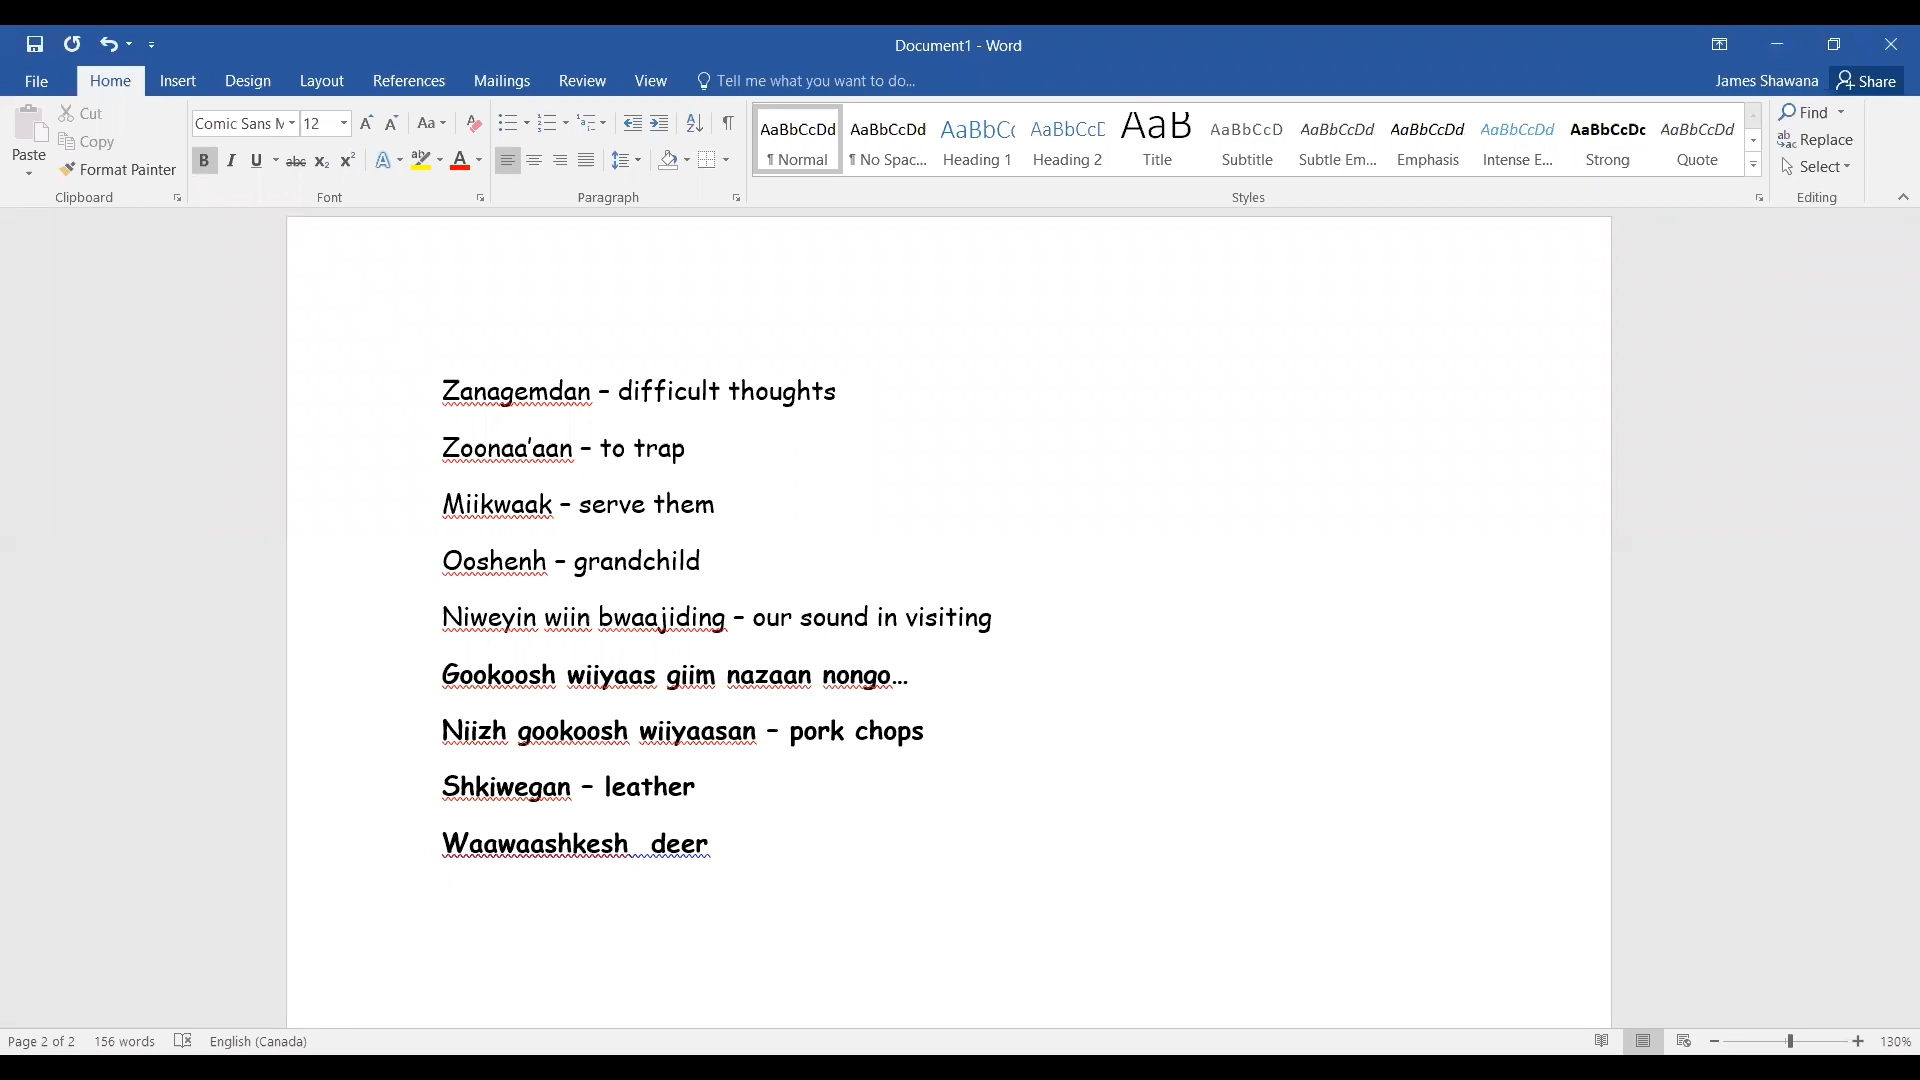 Document1 - Word
File Home Insert Design Layout References Mailings Review View Tell me what you want to do... James Shawana Share
Paste Cut Copy Format Painter
Comic Sans M 12
B I U abc X₂ X² A ab A Aa
AaBbCcDd AaBbCcDd AaBbCc AaBbCcD AaB AaBbCcD AaBbCcDd AaBbCcDd AaBbCcDd AaBbCcDc AaBbCcDd
¶ Normal ¶ No Spac... Heading 1 Heading 2 Title Subtitle Subtle Em... Emphasis Intense E... Strong Quote
Find Replace Select
Clipboard Font Paragraph Styles Editing
Zanagemdan – difficult thoughts
Zoonaa’aan – to trap
Miikwaak – serve them
Ooshenh – grandchild
Niweyin wiin bwaajiding – our sound in visiting
Gookoosh wiiyaas giim nazaan nongo…
Niizh gookoosh wiiyaasan – pork chops
Shkiwegan – leather
Waawaashkesh deer
Page 2 of 2 156 words English (Canada) 130%